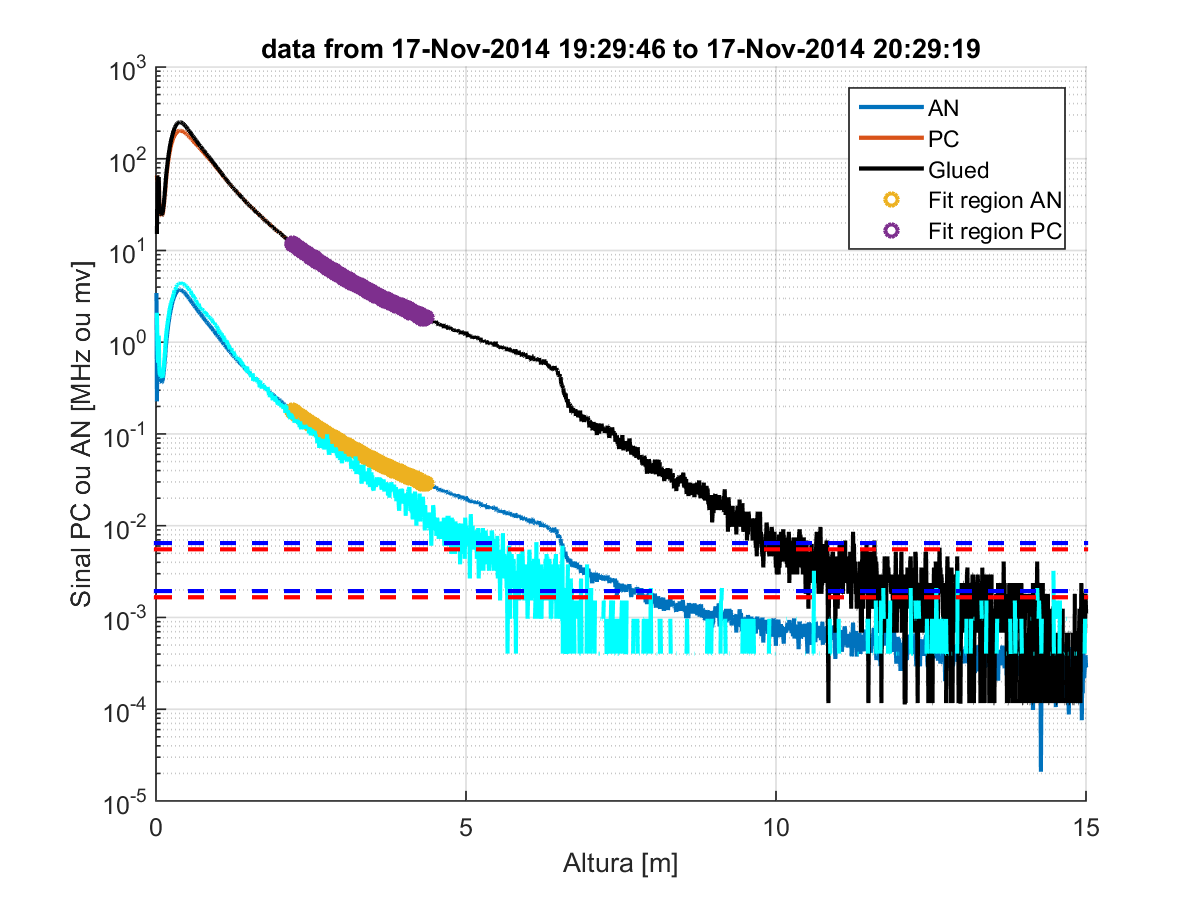 data from 17-Nov-2014 19:29:46 to 17-Nov-2014 20:29:19
10^3
10^2
10^1
10^0
10^-1
10^-2
10^-3
10^-4
10^-5
Sinal PC ou AN [MHz ou mv]
AN
PC
Glued
Fit region AN
Fit region PC
0
5
10
15
Altura [m]